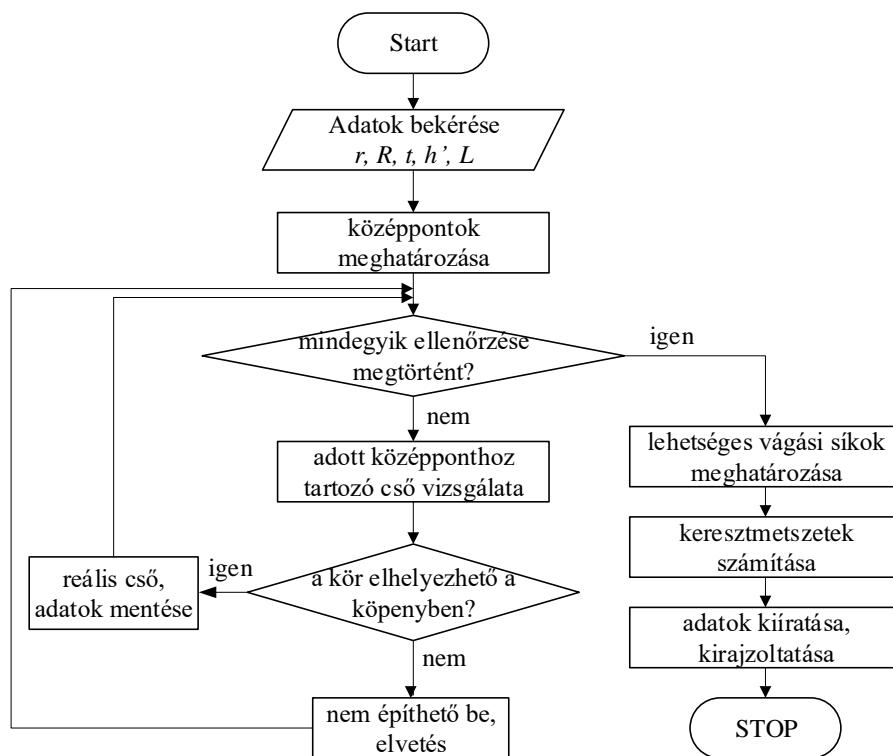 Start
Adatok bekérése
r, R, t, h’, L
középpontok
meghatározása
mindegyik ellenőrzése
megtörtént?
igen
nem
adott középponthoz
tartozó cső vizsgálata
a kör elhelyezhető a
köpenyben?
igen
reális cső,
adatok mentése
nem
nem építhető be,
elvetés
lehetséges vágási síkok
meghatározása
keresztmetszetek
számítása
adatok kiíratása,
kirajzoltatása
STOP